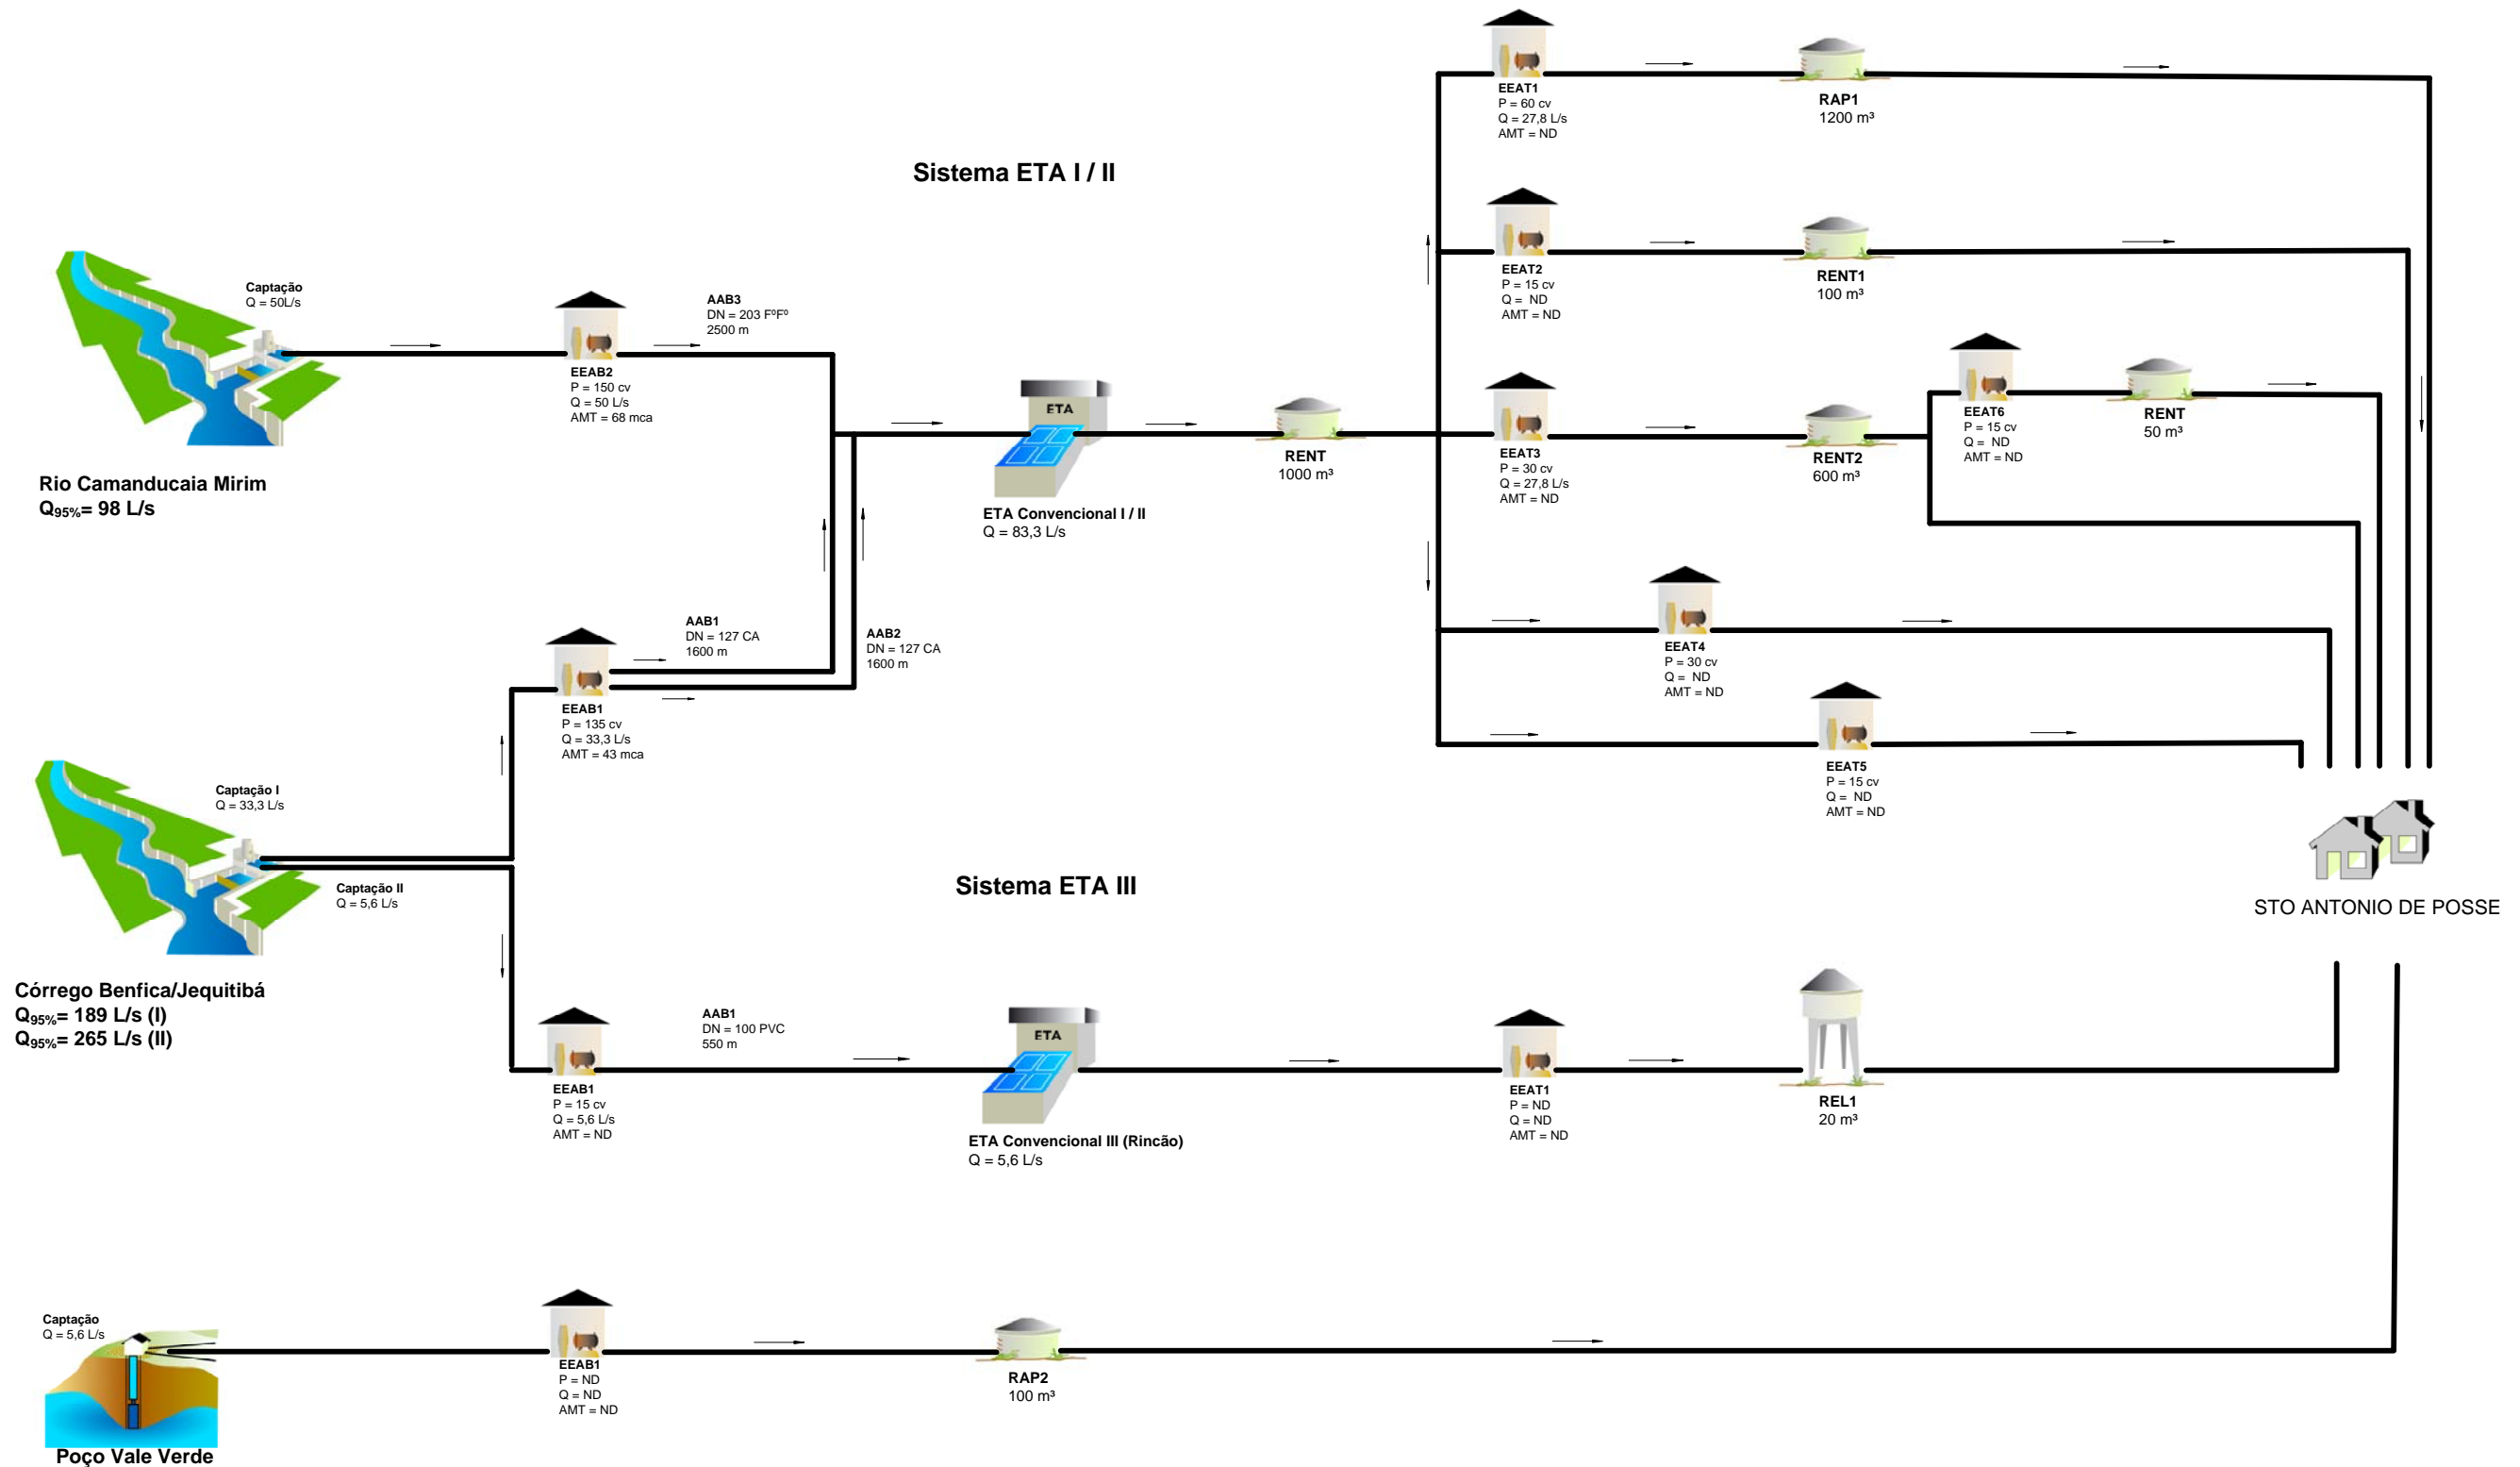 EEAT1
P = 60 cv
Q = 27,8 L/s
AMT = ND
RAP1
1200 m³
Sistema ETA I / II
EEAT2
P = 15 cv
Q = ND
AMT = ND
RENT1
100 m³
Captação
Q = 50L/s
EEAB2
P = 150 cv
Q = 50 L/s
AMT = 68 mca
AAB3
DN = 203 FºFº
2500 m
Rio Camanducaia Mirim
Q95%= 98 L/s
ETA
ETA Convencional I / II
Q = 83,3 L/s
RENT
1000 m³
EEAT3
P = 30 cv
Q = 27,8 L/s
AMT = ND
RENT2
600 m³
EEAT6
P = 15 cv
Q = ND
AMT = ND
RENT
50 m³
AAB1
DN = 127 CA
1600 m
AAB2
DN = 127 CA
1600 m
EEAB1
P = 135 cv
Q = 33,3 L/s
AMT = 43 mca
EEAT4
P = 30 cv
Q = ND
AMT = ND
EEAT5
P = 15 cv
Q = ND
AMT = ND
Captação I
Q = 33,3 L/s
Captação II
Q = 5,6 L/s
Sistema ETA III
STO ANTONIO DE POSSE
Córrego Benfica/Jequitibá
Q95%= 189 L/s (I)
Q95%= 265 L/s (II)
EEAB1
P = 15 cv
Q = 5,6 L/s
AMT = ND
AAB1
DN = 100 PVC
550 m
ETA
ETA Convencional III (Rincão)
Q = 5,6 L/s
EEAT1
P = ND
Q = ND
AMT = ND
REL1
20 m³
Captação
Q = 5,6 L/s
Poço Vale Verde
EEAB1
P = ND
Q = ND
AMT = ND
RAP2
100 m³